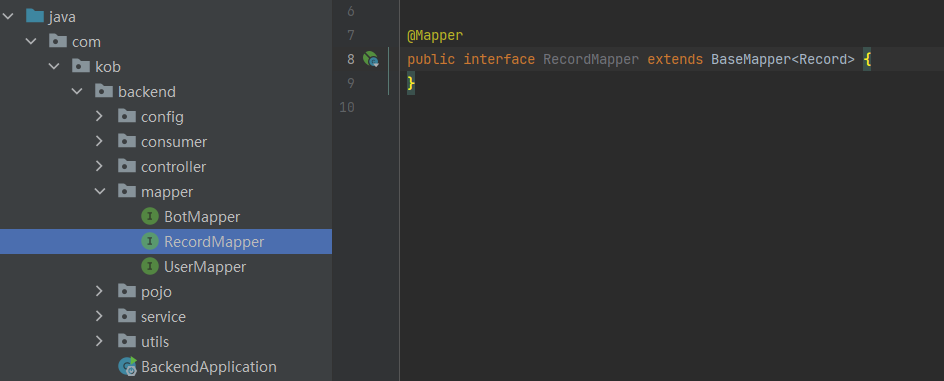 java
com
kob
backend
config
consumer
controller
mapper
BotMapper
RecordMapper
UserMapper
pojo
service
utils
BackendApplication
6
7 @Mapper
8 public interface RecordMapper extends BaseMapper<Record> {
9 }
10